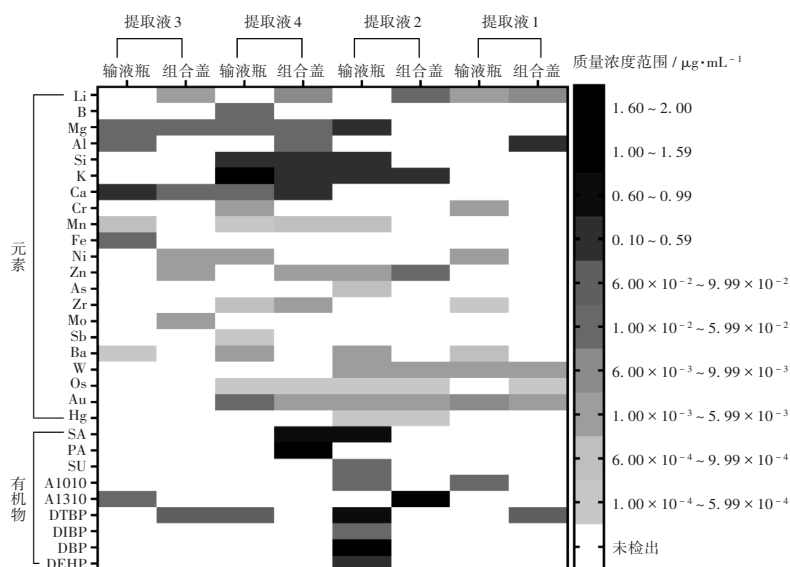 提取液3 提取液4 提取液2 提取液1
输液瓶 组合盖 输液瓶 组合盖 输液瓶 组合盖 输液瓶 组合盖
质量浓度范围 / μg·mL⁻¹
元素
Li
B
Mg
Al
Si
K
Ca
Cr
Mn
Fe
Ni
Zn
As
Zr
Mo
Sb
Ba
W
Os
Au
Hg
有机物
SA
PA
SU
A1010
A1310
DTBP
DIBP
DBP
DEHP
1.60~2.00
1.00~1.59
0.60~0.99
0.10~0.59
6.00×10⁻²~9.99×10⁻²
1.00×10⁻²~5.99×10⁻²
6.00×10⁻³~9.99×10⁻³
1.00×10⁻³~5.99×10⁻³
6.00×10⁻⁴~9.99×10⁻⁴
1.00×10⁻⁴~5.99×10⁻⁴
未检出